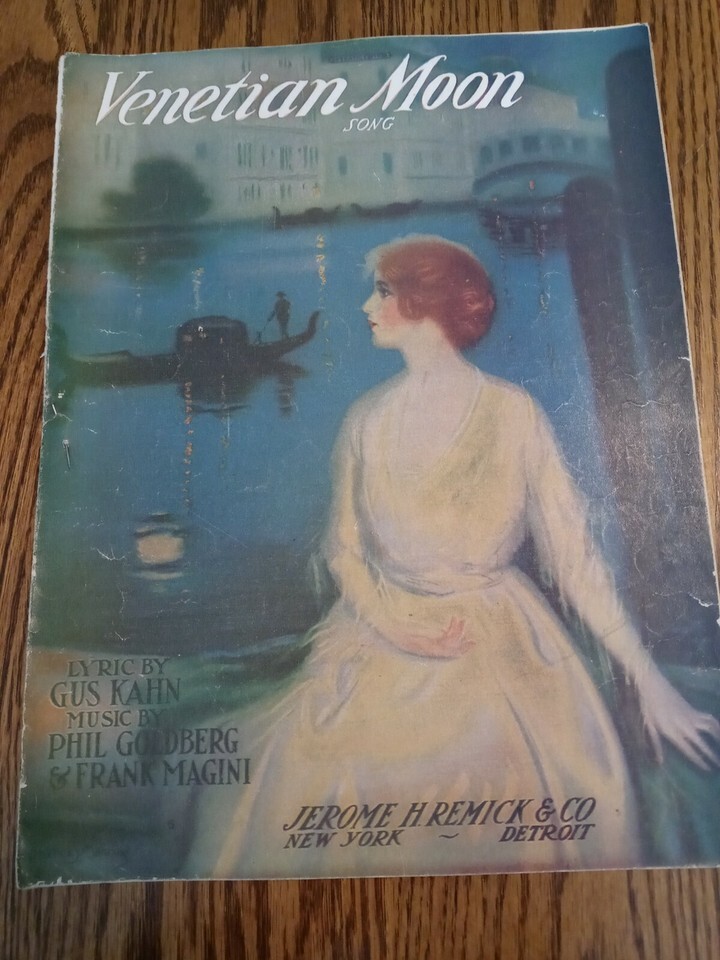 Venetian Moon
SONG
LYRIC BY
GUS KAHN
MUSIC BY
PHIL GOLDBERG
& FRANK MAGINI
JEROME H. REMICK & CO
NEW YORK ~ DETROIT